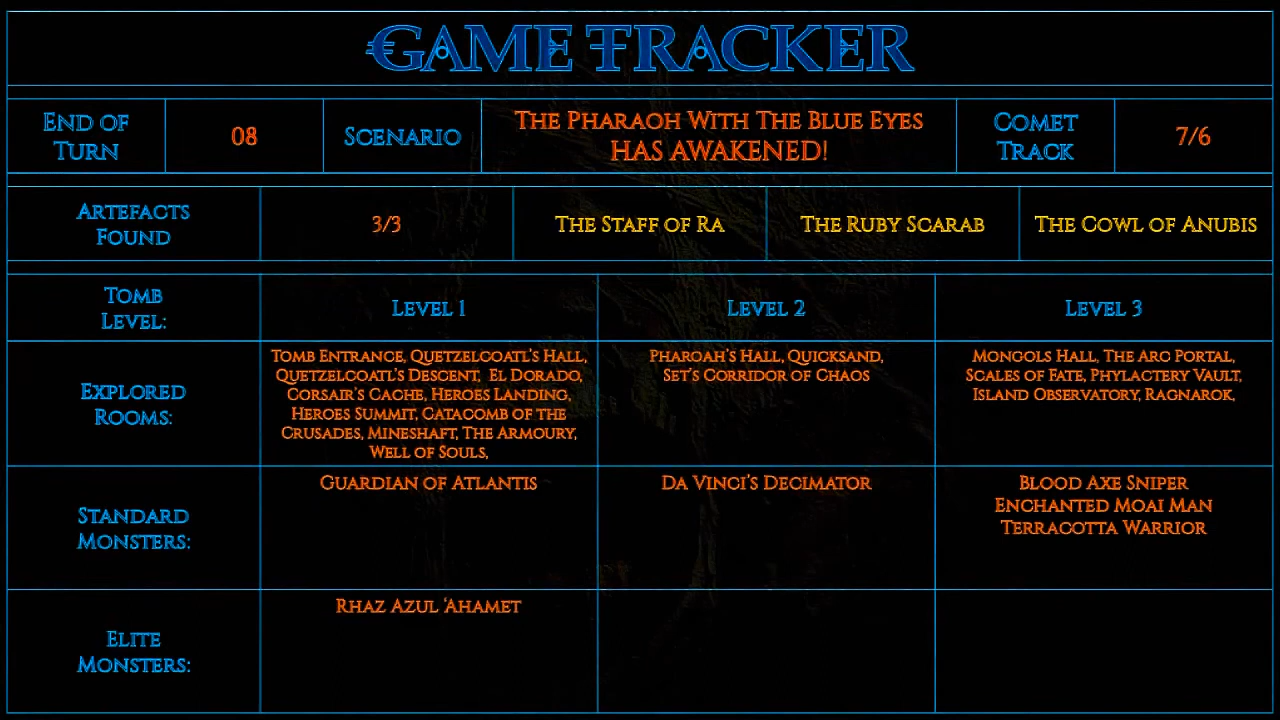 GAME TRACKER
END OF
TURN
08
SCENARIO
THE PHARAOH WITH THE BLUE EYES
HAS AWAKENED!
COMET
TRACK
7/6
ARTEFACTS
FOUND
3/3
THE STAFF OF RA
THE RUBY SCARAB
THE COWL OF ANUBIS
TOMB
LEVEL:
LEVEL 1
LEVEL 2
LEVEL 3
EXPLORED
ROOMS:
TOMB ENTRANCE, QUETZELCOATL'S HALL,
QUETZELCOATL'S DESCENT, EL DORADO,
CORSAIR'S CACHE, HEROES LANDING,
HEROES SUMMIT, CATACOMB OF THE
CRUSADES, MINESHAFT, THE ARMOURY,
WELL OF SOULS,
PHAROAH'S HALL, QUICKSAND,
SET'S CORRIDOR OF CHAOS
MONGOLS HALL, THE ARC PORTAL,
SCALES OF FATE, PHYLACTERY VAULT,
ISLAND OBSERVATORY, RAGNAROK,
STANDARD
MONSTERS:
GUARDIAN OF ATLANTIS
DA VINCI'S DECIMATOR
BLOOD AXE SNIPER
ENCHANTED MOAI MAN
TERRACOTTA WARRIOR
ELITE
MONSTERS:
RHAZ AZUL 'AHAMET